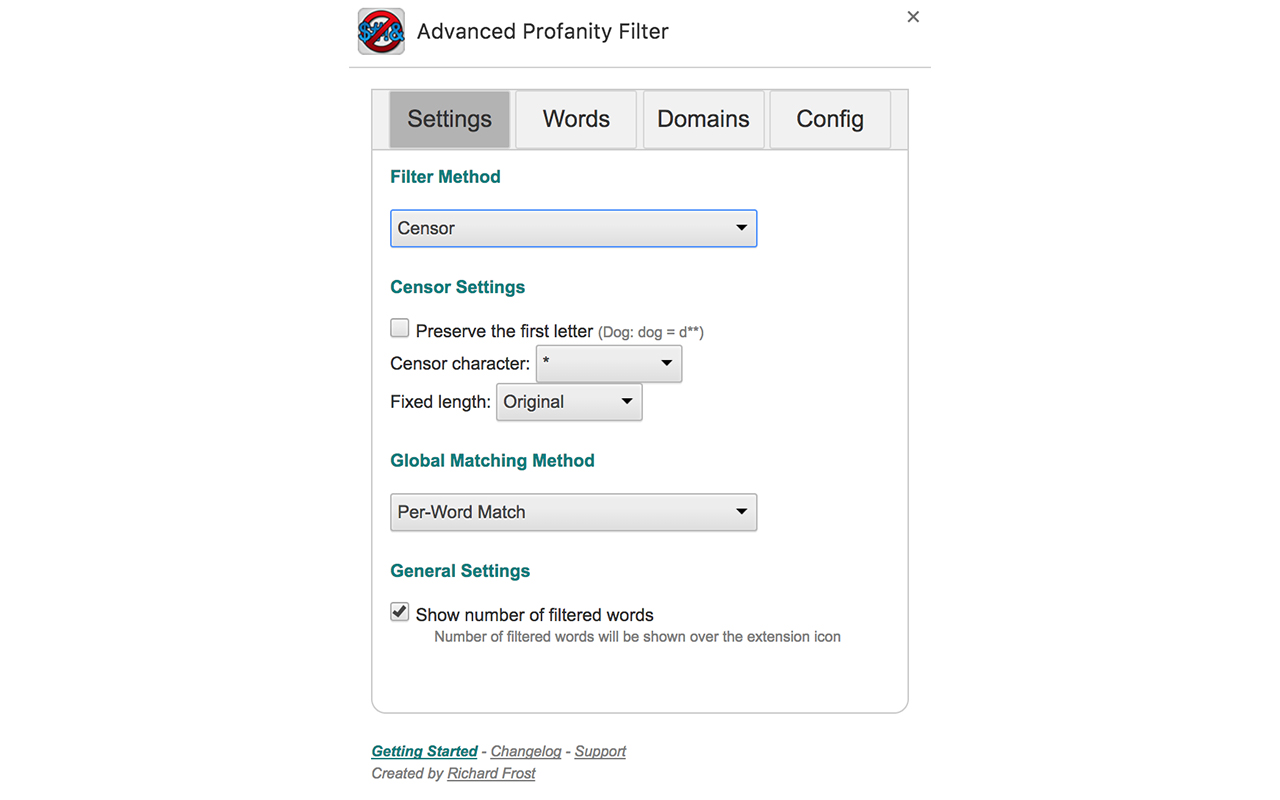 Advanced Profanity Filter
Settings Words Domains Config
Filter Method
Censor
Censor Settings
Preserve the first letter (Dog: dog = d**)
Censor character: *
Fixed length: Original
Global Matching Method
Per-Word Match
General Settings
Show number of filtered words
Number of filtered words will be shown over the extension icon
Getting Started - Changelog - Support
Created by Richard Frost